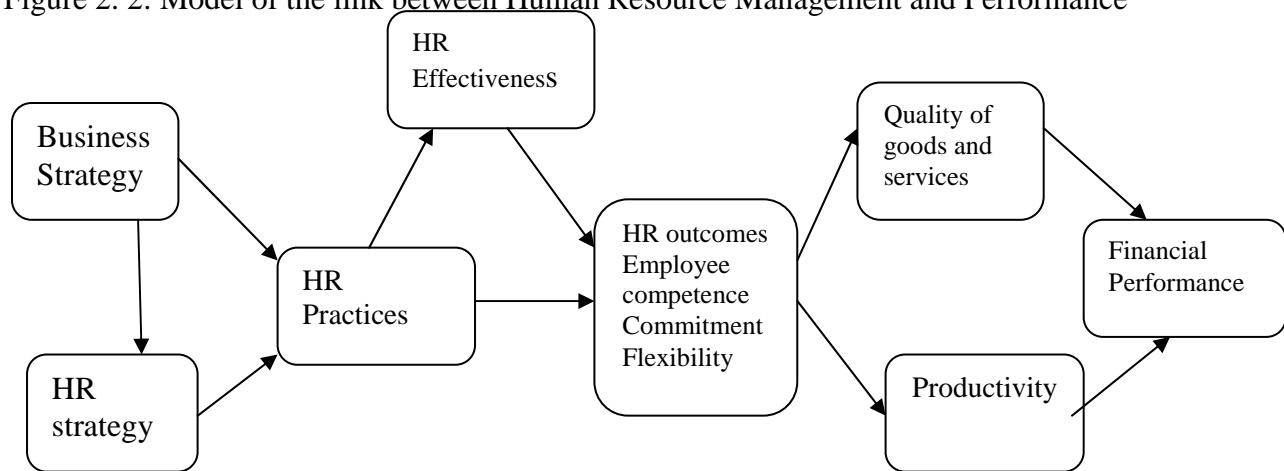 Figure 2. 2. Model of the link between Human Resource Management and Performance
HR
Effectiveness
Business
Strategy
HR
Practices
HR
strategy
HR outcomes
Employee
competence
Commitment
Flexibility
Quality of
goods and
services
Productivity
Financial
Performance